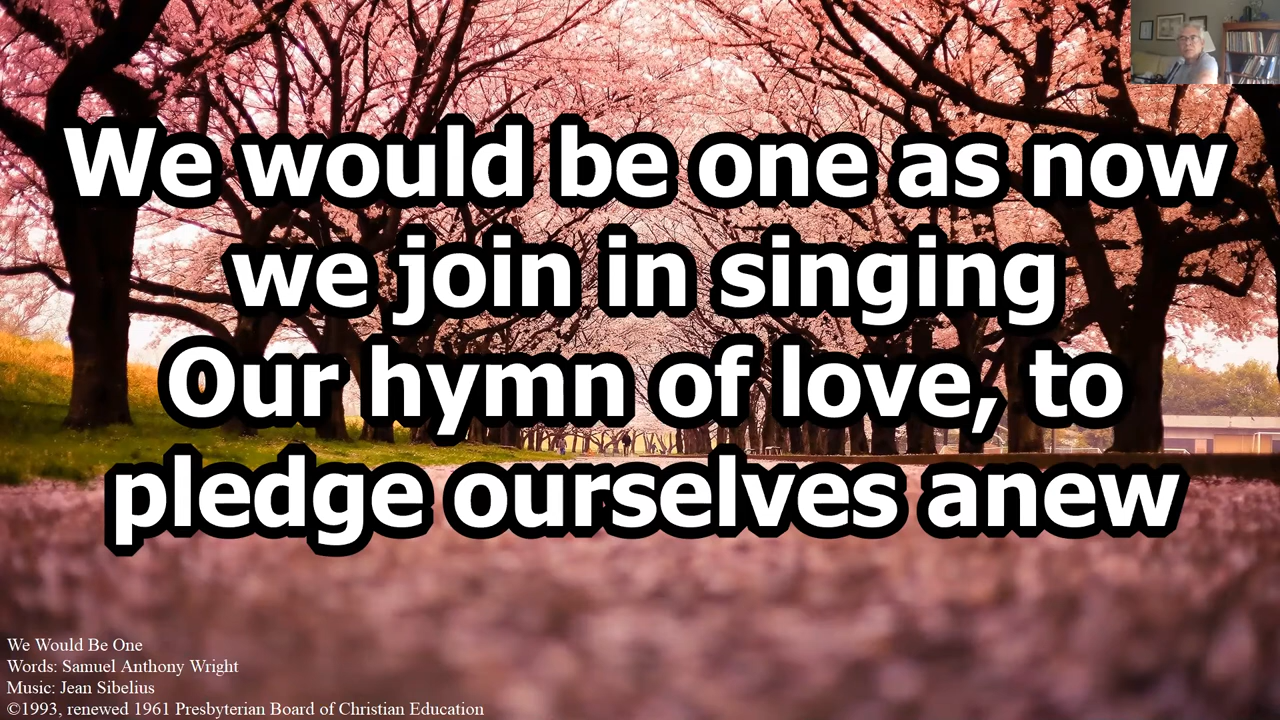 We would be one as now
we join in singing
Our hymn of love, to
pledge ourselves anew
We Would Be One
Words: Samuel Anthony Wright
Music: Jean Sibelius
©1993, renewed 1961 Presbyterian Board of Christian Education